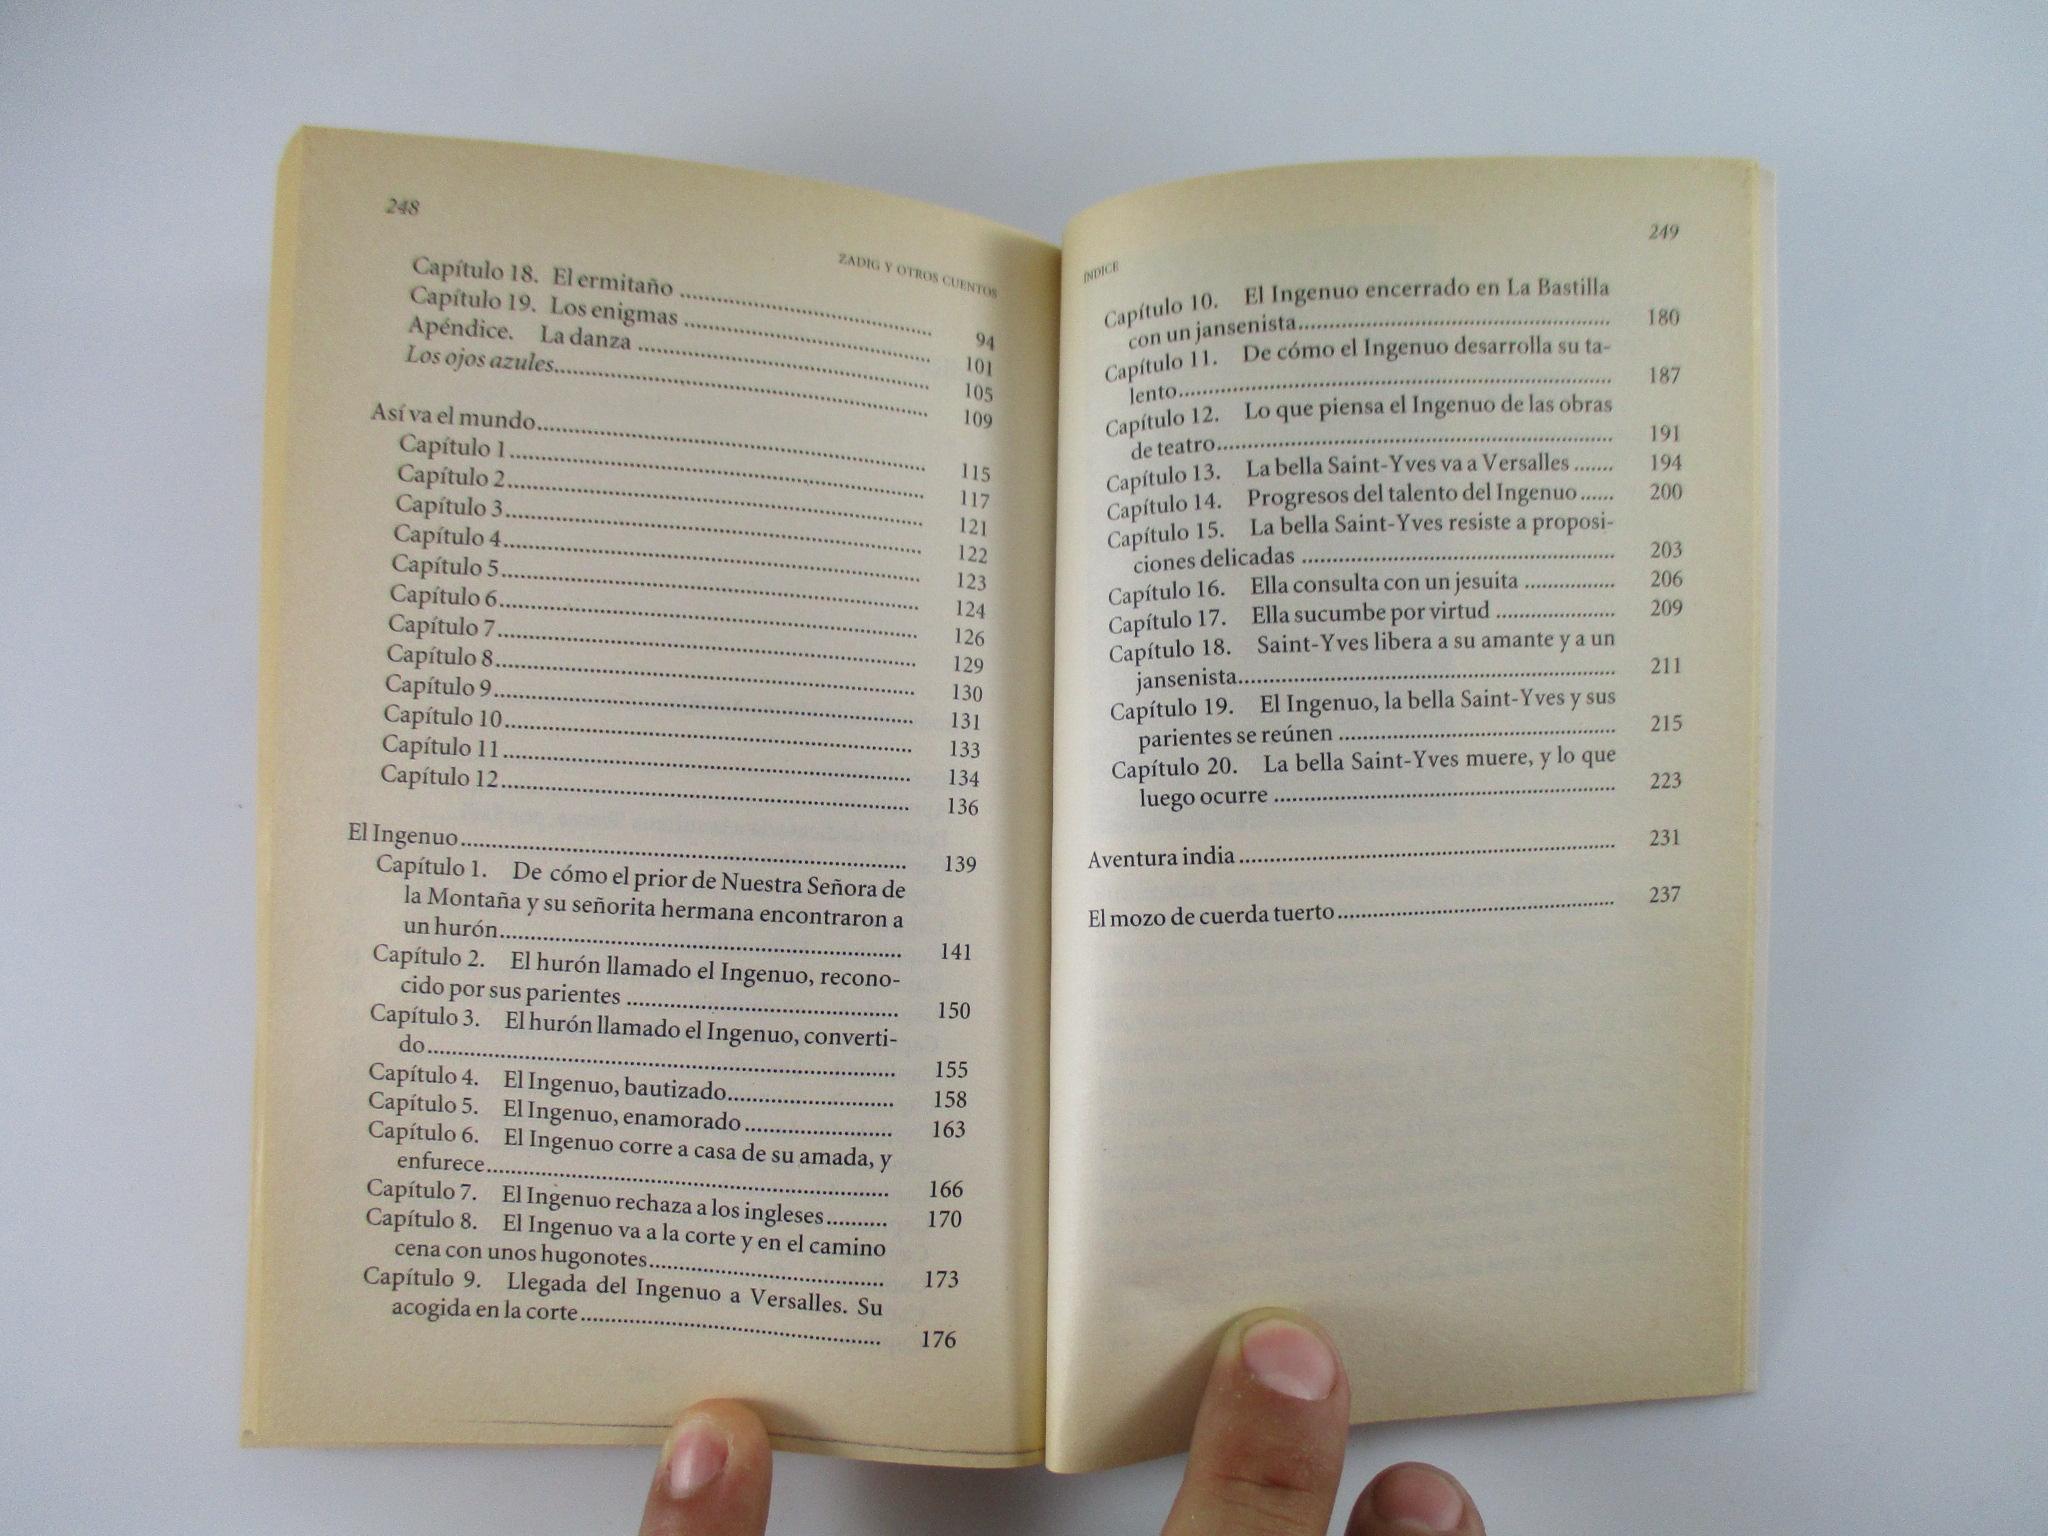 248
ZADIG Y OTROS CUENTOS
Capítulo 18. El ermitaño .......... 94
Capítulo 19. Los enigmas .......... 101
Apéndice. La danza .......... 105
Los ojos azules .......... 109
Así va el mundo .......... 115
Capítulo 1 .......... 117
Capítulo 2 .......... 121
Capítulo 3 .......... 122
Capítulo 4 .......... 123
Capítulo 5 .......... 124
Capítulo 6 .......... 126
Capítulo 7 .......... 129
Capítulo 8 .......... 130
Capítulo 9 .......... 131
Capítulo 10 .......... 133
Capítulo 11 .......... 134
Capítulo 12 .......... 136
El Ingenuo .......... 139
Capítulo 1. De cómo el prior de Nuestra Señora de
la Montaña y su señorita hermana encontraron a
un hurón .......... 141
Capítulo 2. El hurón llamado el Ingenuo, recono-
cido por sus parientes .......... 150
Capítulo 3. El hurón llamado el Ingenuo, converti-
do .......... 155
Capítulo 4. El Ingenuo, bautizado .......... 158
Capítulo 5. El Ingenuo, enamorado .......... 163
Capítulo 6. El Ingenuo corre a casa de su amada, y
enfurece .......... 166
Capítulo 7. El Ingenuo rechaza a los ingleses .......... 170
Capítulo 8. El Ingenuo va a la corte y en el camino
cena con unos hugonotes .......... 173
Capítulo 9. Llegada del Ingenuo a Versalles. Su
acogida en la corte .......... 176
249
ÍNDICE
Capítulo 10. El Ingenuo encerrado en La Bastilla
con un jansenista .......... 180
Capítulo 11. De cómo el Ingenuo desarrolla su ta-
lento .......... 187
Capítulo 12. Lo que piensa el Ingenuo de las obras
de teatro .......... 191
Capítulo 13. La bella Saint-Yves va a Versalles .......... 194
Capítulo 14. Progresos del talento del Ingenuo .......... 200
Capítulo 15. La bella Saint-Yves resiste a proposi-
ciones delicadas .......... 203
Capítulo 16. Ella consulta con un jesuita .......... 206
Capítulo 17. Ella sucumbe por virtud .......... 209
Capítulo 18. Saint-Yves libera a su amante y a un
jansenista .......... 211
Capítulo 19. El Ingenuo, la bella Saint-Yves y sus
parientes se reúnen .......... 215
Capítulo 20. La bella Saint-Yves muere, y lo que
luego ocurre .......... 223
Aventura india .......... 231
El mozo de cuerda tuerto .......... 237